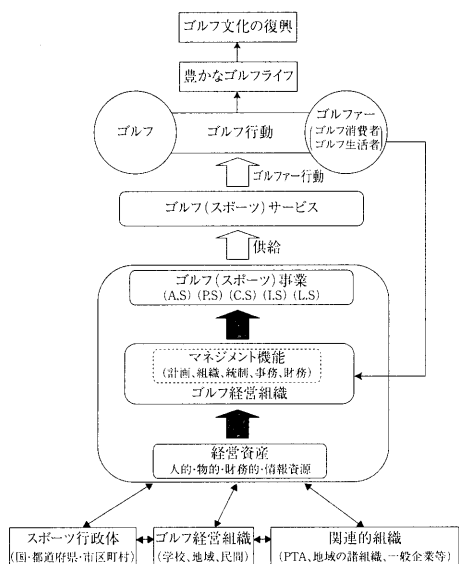 ゴルフ文化の復興
豊かなゴルフライフ
ゴルフ
ゴルフ行動
ゴルファー
ゴルフ消費者
ゴルフ生活者
ゴルファー行動
ゴルフ(スポーツ)サービス
供給
ゴルフ(スポーツ)事業
(A.S) (P.S) (C.S) (I.S) (L.S)
マネジメント機能
(計画、組織、統制、事務、財務)
ゴルフ経営組織
経営資産
人的・物的・財務的・情報資源
スポーツ行政体
(国・都道府県・市区町村)
ゴルフ経営組織
(学校、地域、民間)
関連的組織
(PTA、地域の諸組織、一般企業等)